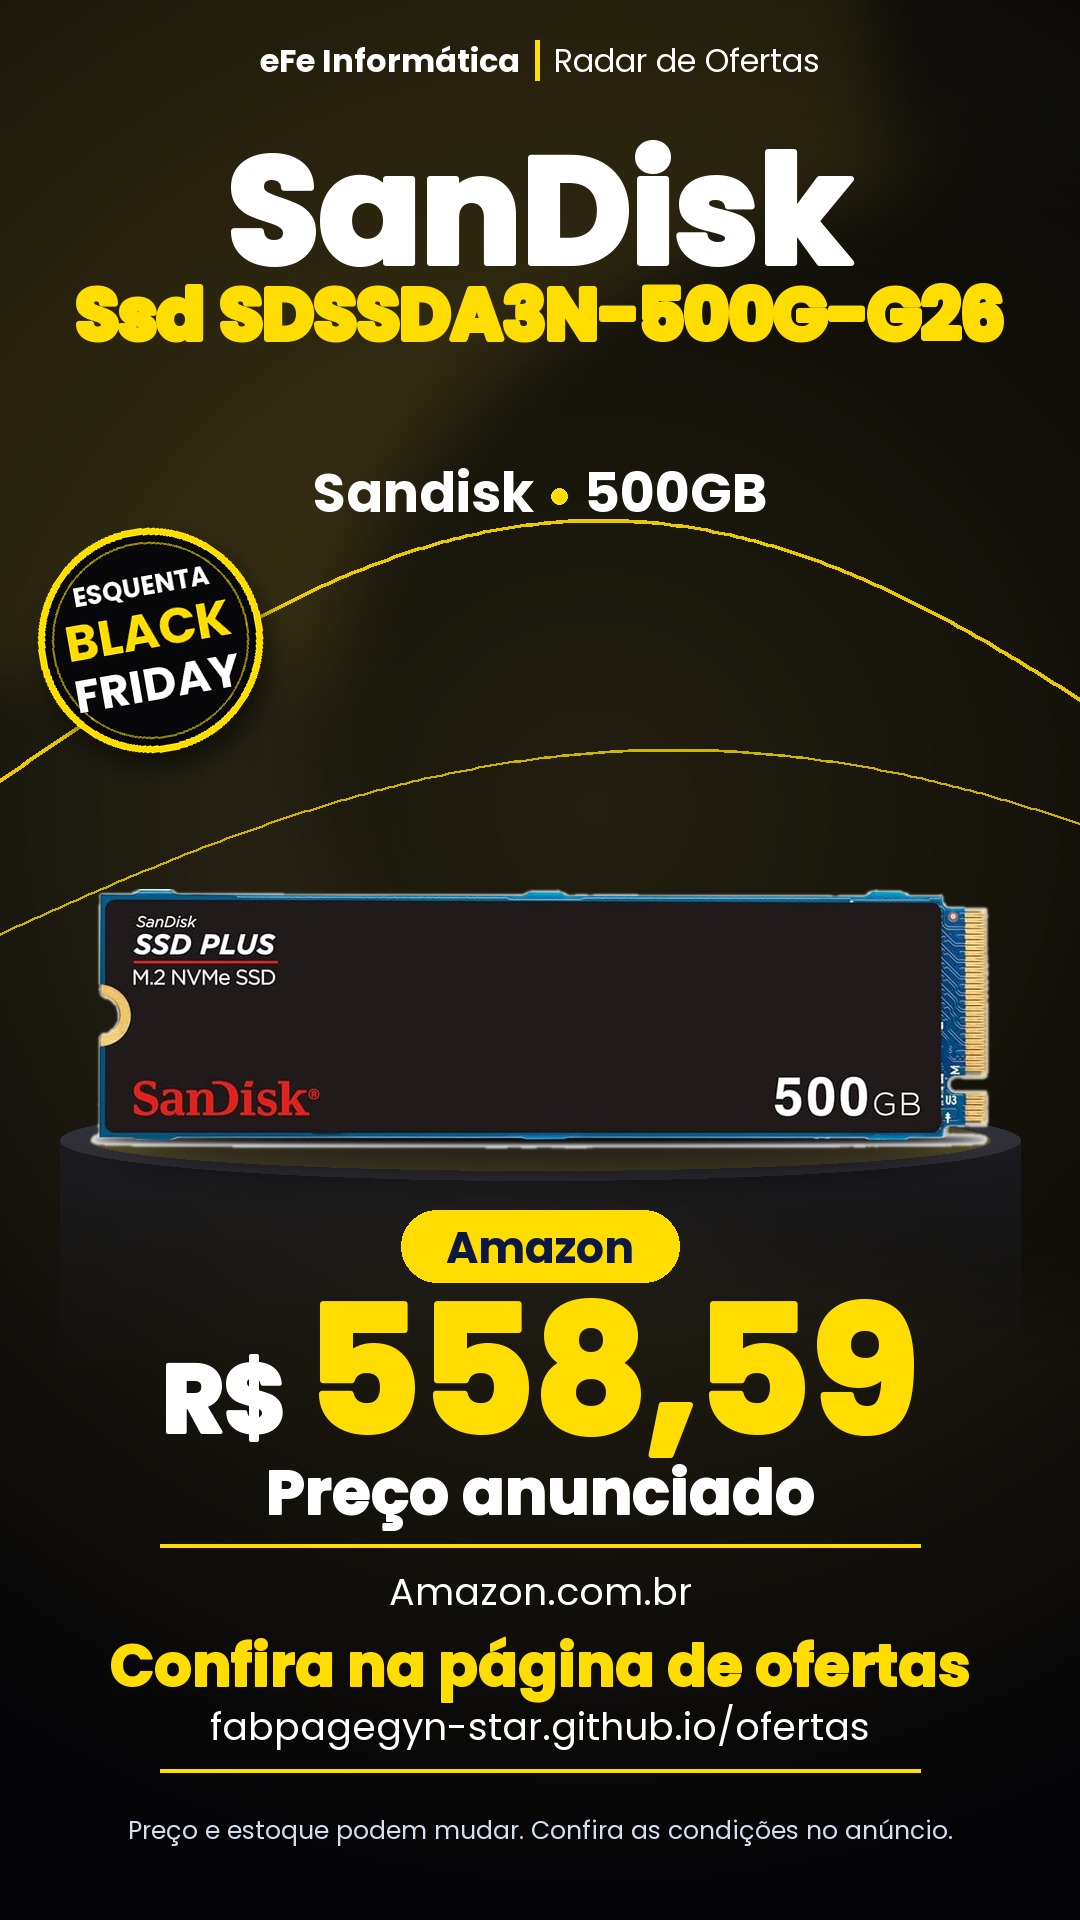 eFe Informática | Radar de Ofertas
SanDisk
Ssd SDSSDA3N-500G-G26
Sandisk • 500GB
ESQUENTA
BLACK
FRIDAY
SanDisk
SSD PLUS
M.2 NVMe SSD
SanDisk®
500GB
M
U3
Amazon
R$ 558,59
Preço anunciado
Amazon.com.br
Confira na página de ofertas
fabpagegyn-star.github.io/ofertas
Preço e estoque podem mudar. Confira as condições no anúncio.